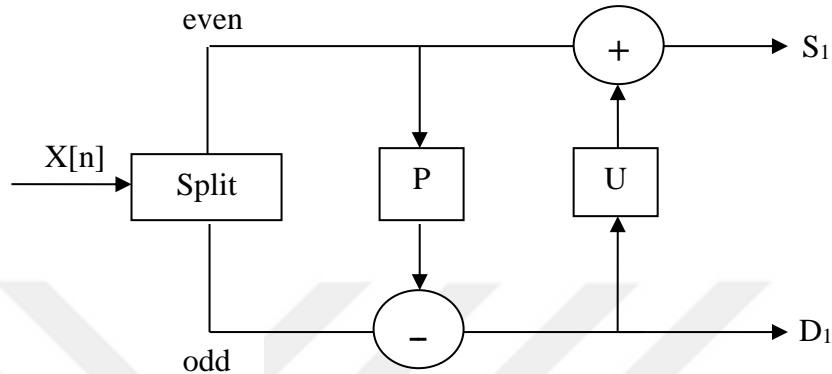 even
+
S₁
X[n]
Split
P
U
-
D₁
odd